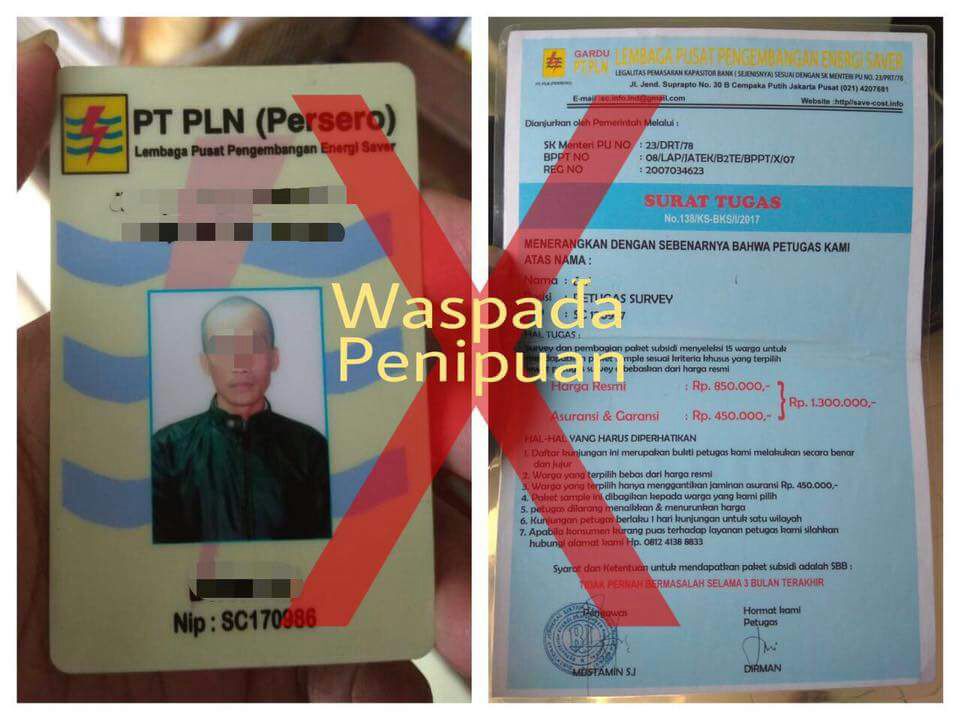 PT PLN (Persero)
Lembaga Pusat Pengembangan Energi Saver
Nip : SC170986
Waspada
Penipuan
GARDU
PT PLN
LEMBAGA PUSAT PENGEMBANGAN ENERGI SAVER
LEGALITAS PEMASARAN KAPASITOR BANK ( SEJENISNYA) SESUAI DENGAN SK MENTERI PU NO. 23/PRT/78
PT PLN (PERSERO)
Jl. Jend. Suprapto No. 30 B Cempaka Putih Jakarta Pusat (021) 4207681
E-mail :sc.info.ind@gmail.com
Website :http//save-cost.info
Dianjurkan oleh Pemerintah Melalui :
SK Menteri PU NO : 23/DRT/78
BPPT NO : 08/LAP/JATEK/B2TE/BPPT/X/07
REG NO : 2007034623
SURAT TUGAS
No.138/KS-BKS/I/2017
MENERANGKAN DENGAN SEBENARNYA BAHWA PETUGAS KAMI
ATAS NAMA :
Nama :
: PETUGAS SURVEY
HAL TUGAS :
Survey dan pembagian paket subsidi menyeleksi 15 warga untuk
sample sesuai kriteria khusus yang terpilih
survey dibebaskan dari harga resmi
Harga Resmi : Rp. 850.000,-
Rp. 1.300.000,-
Asuransi & Garansi : Rp. 450.000,-
HAL-HAL YANG HARUS DIPERHATIKAN
1. Daftar kunjungan ini merupakan bukti petugas kami melakukan secara benar
dan jujur
2. Warga yang terpilih bebas dari harga resmi
3. Warga yang terpilih hanya menggantikan jaminan asuransi Rp. 450.000,-
4. Paket sample ini dibagikan kepada warga yang kami pilih
5. petugas dilarang menaikkan & menurunkan harga
6. Kunjungan petugas berlaku 1 hari kunjungan untuk satu wilayah
7. Apabila konsumen kurang puas terhadap layanan petugas kami silahkan
hubungi alamat kami Hp. 0812 4138 8833
Syarat dan Ketentuan untuk mendapatkan paket subsidi adalah SBB :
TIDAK PERNAH BERMASALAH SELAMA 3 BULAN TERAKHIR
Pengawas
Hormat kami
Petugas
MUSTAMIN S.J
DIRMAN